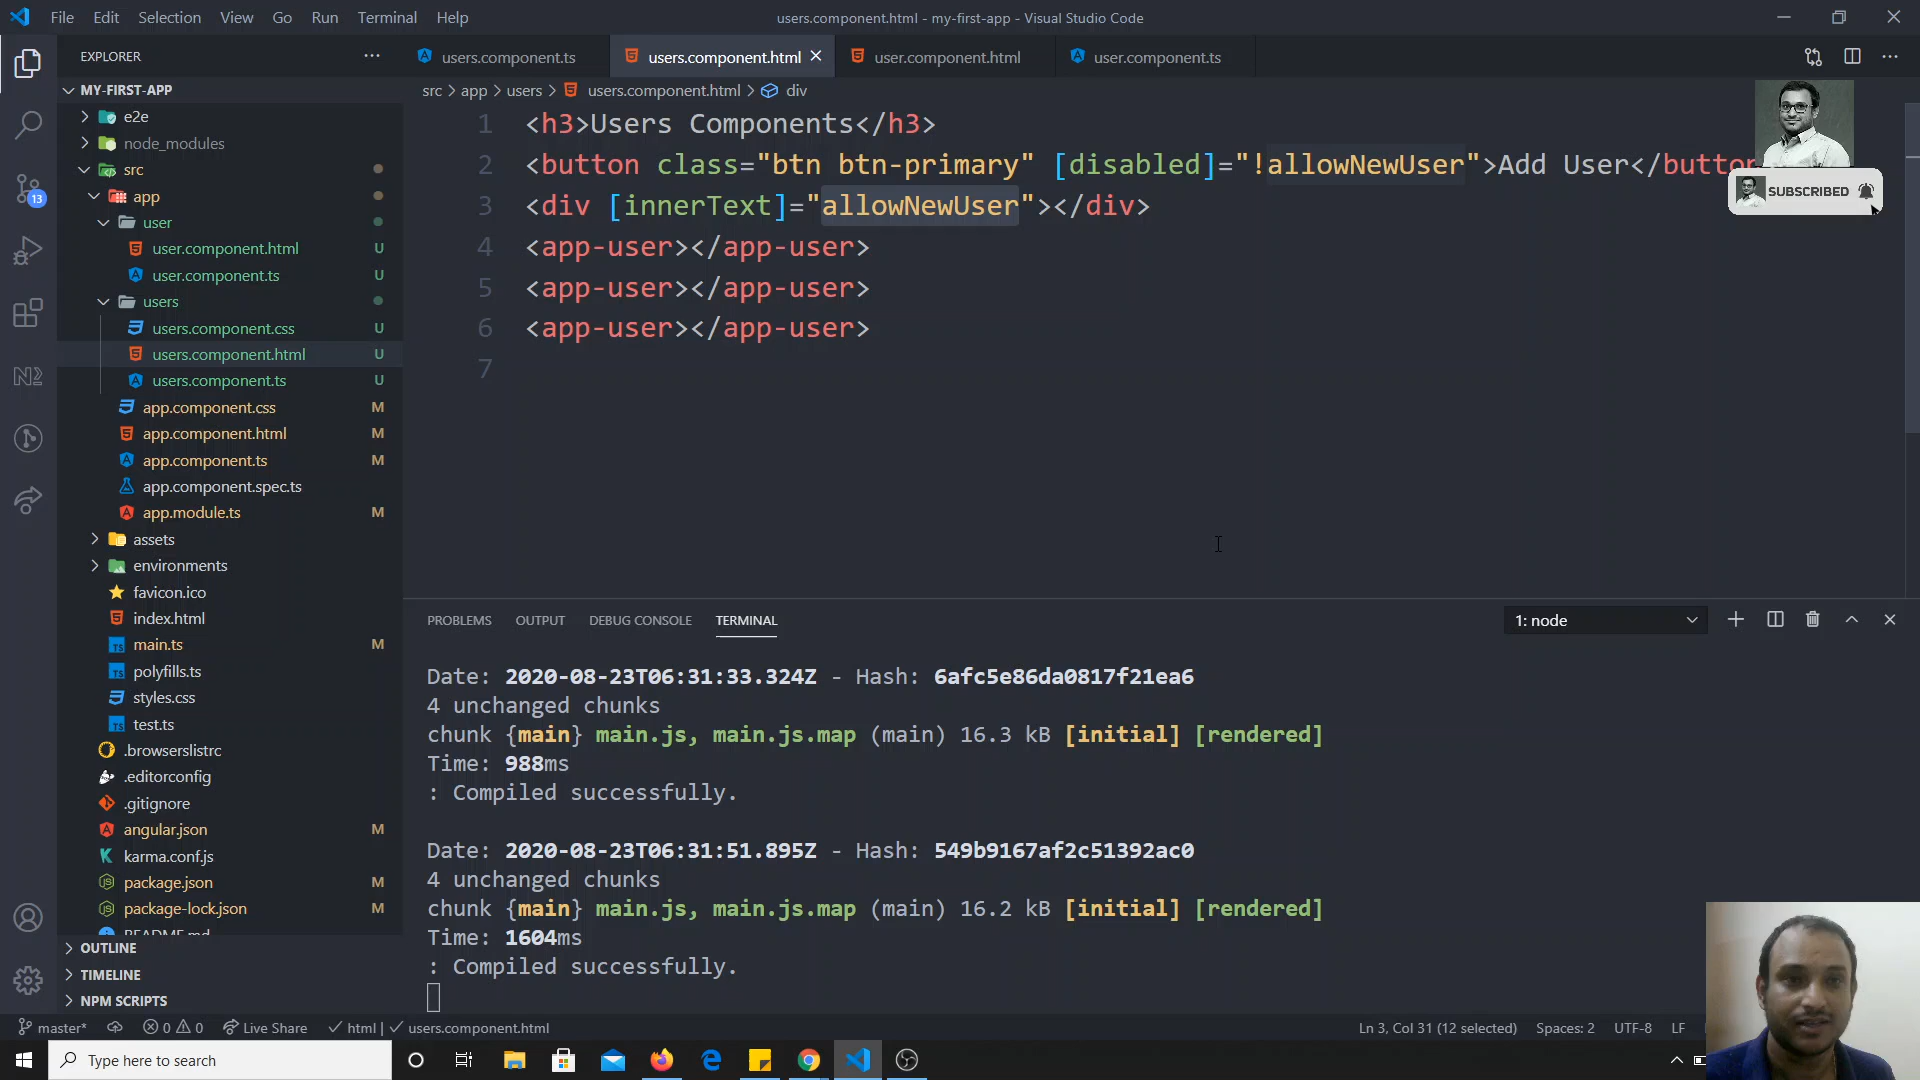 File Edit Selection View Go Run Terminal Help
users.component.html - my-first-app - Visual Studio Code
EXPLORER
users.component.ts
users.component.html
user.component.html
user.component.ts
src > app > users > users.component.html > div
MY-FIRST-APP
e2e
node_modules
src
app
user
user.component.html U
user.component.ts U
users
users.component.css U
users.component.html U
users.component.ts U
app.component.css M
app.component.html M
app.component.ts M
app.component.spec.ts
app.module.ts M
assets
environments
favicon.ico
index.html
main.ts M
polyfills.ts
styles.css
test.ts
.browserslistrc
.editorconfig
.gitignore
angular.json M
karma.conf.js
package.json M
package-lock.json M
README.md
OUTLINE
TIMELINE
NPM SCRIPTS
13
1 <h3>Users Components</h3>
2 <button class="btn btn-primary" [disabled]="!allowNewUser">Add User</button
3 <div [innerText]="allowNewUser"></div>
4 <app-user></app-user>
5 <app-user></app-user>
6 <app-user></app-user>
7
SUBSCRIBED
PROBLEMS OUTPUT DEBUG CONSOLE TERMINAL
1: node
Date: 2020-08-23T06:31:33.324Z - Hash: 6afc5e86da0817f21ea6
4 unchanged chunks
chunk {main} main.js, main.js.map (main) 16.3 kB [initial] [rendered]
Time: 988ms
: Compiled successfully.
Date: 2020-08-23T06:31:51.895Z - Hash: 549b9167af2c51392ac0
4 unchanged chunks
chunk {main} main.js, main.js.map (main) 16.2 kB [initial] [rendered]
Time: 1604ms
: Compiled successfully.
master* 0 0 Live Share html | users.component.html
Ln 3, Col 31 (12 selected) Spaces: 2 UTF-8 LF
Type here to search